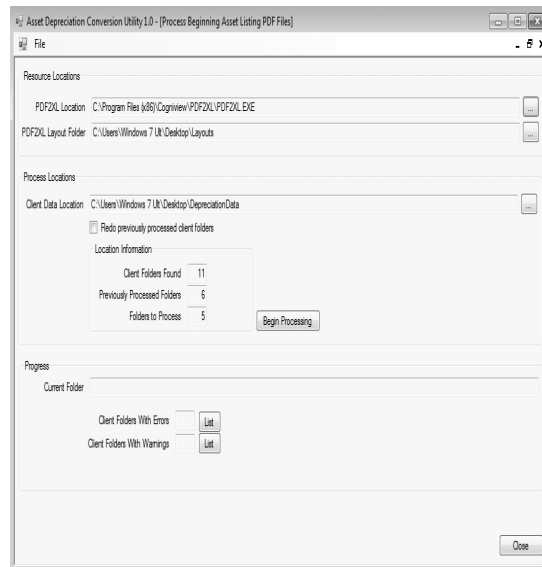 Asset Depreciation Conversion Utility 1.0 - [Process Beginning Asset Listing PDF Files]
File
Resource Locations
PDF2XL Location C:\Program Files (x86)\Cogniview\PDF2XL\PDF2XL.EXE ...
PDF2XL Layout Folder C:\Users\Windows 7 Ult\Desktop\Layouts ...
Process Locations
Client Data Location C:\Users\Windows 7 Ult\Desktop\DepreciationData ...
Redo previously processed client folders
Location Information
Client Folders Found 11
Previously Processed Folders 6
Folders to Process 5 Begin Processing
Progress
Current Folder
Client Folders With Errors List
Client Folders With Warnings List
Close